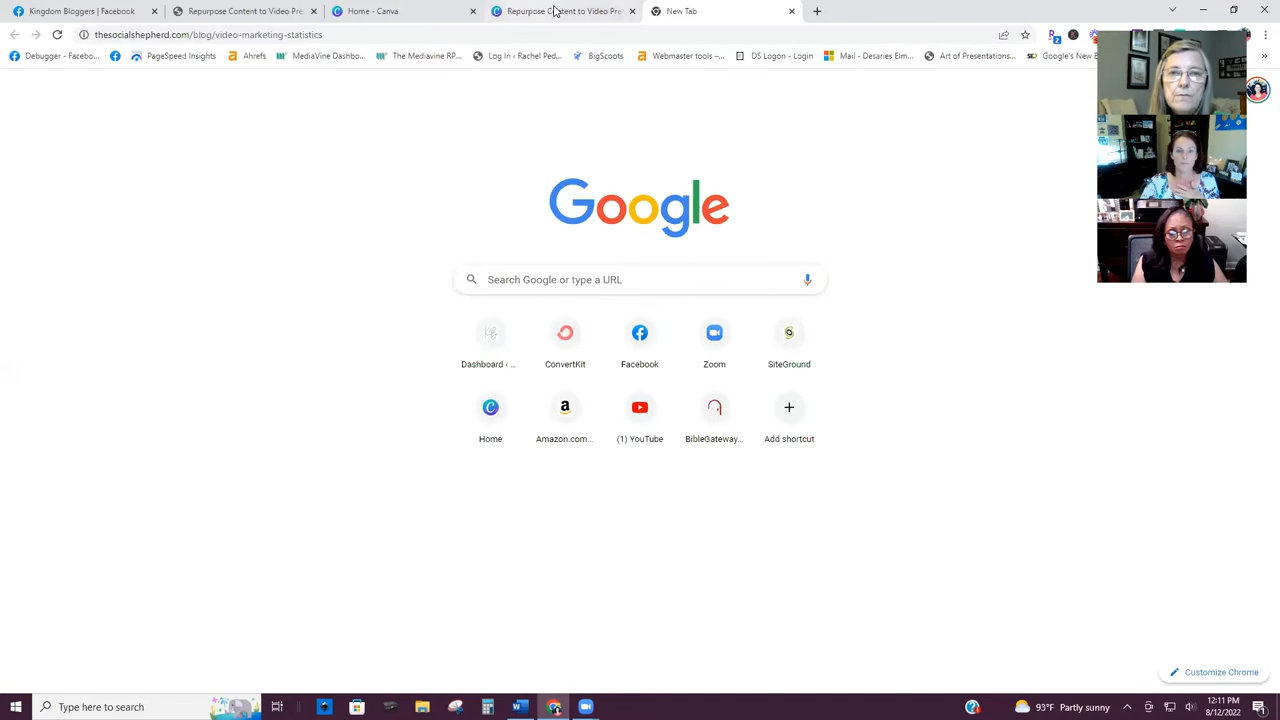 Kingdom Bloggers | Facebook
Repurpose Content to Video Pre
Home - Canva
Repurpose Content to Video Pre
New Tab
thesocialshepherd.com/blog/video-marketing-statistics
Debugger - Faceboo...
PageSpeed Insights
Ahrefs
MediaVine Dashbo...
The Mediavine RP...
Log In ‹ Rachel Ped...
BigScoots
Webmaster tools –...
DS Logon - Login
Mail - Desaries Elm...
Art of Presentations...
Google's New B
Google
Search Google or type a URL
Dashboard ‹ ...
ConvertKit
Facebook
Zoom
SiteGround
Home
Amazon.com...
(1) YouTube
BibleGateway...
Add shortcut
Customize Chrome
Type here to search
93°F Partly sunny
12:11 PM
8/12/2022